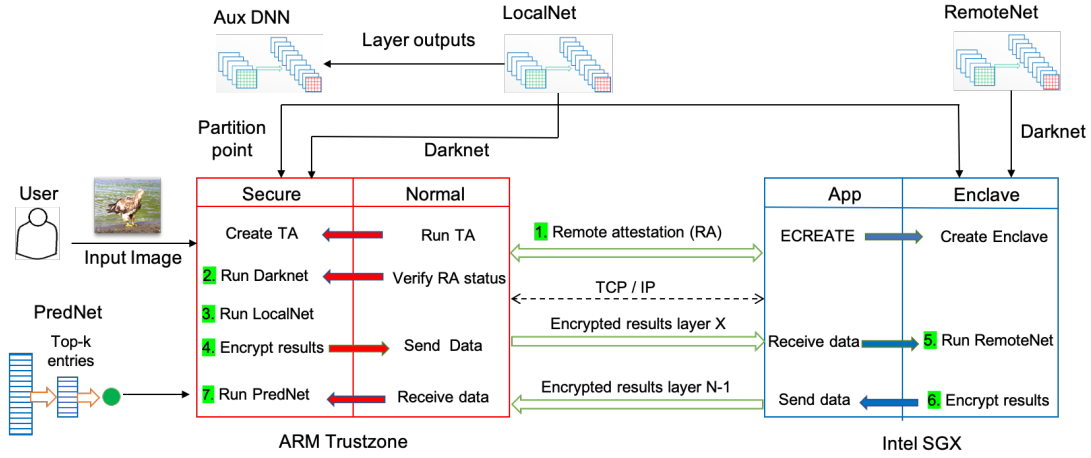 Aux DNN
LocalNet
RemoteNet
Layer outputs
Partition
point
Darknet
Darknet
User
Input Image
Secure
Normal
App
Enclave
Create TA
Run TA
1. Remote attestation (RA)
ECREATE
Create Enclave
2. Run Darknet
Verify RA status
TCP / IP
PredNet
Top-k
entries
3. Run LocalNet
Encrypted results layer X
4. Encrypt results
Send Data
Receive data
5. Run RemoteNet
Encrypted results layer N-1
7. Run PredNet
Receive data
Send data
6. Encrypt results
ARM Trustzone
Intel SGX